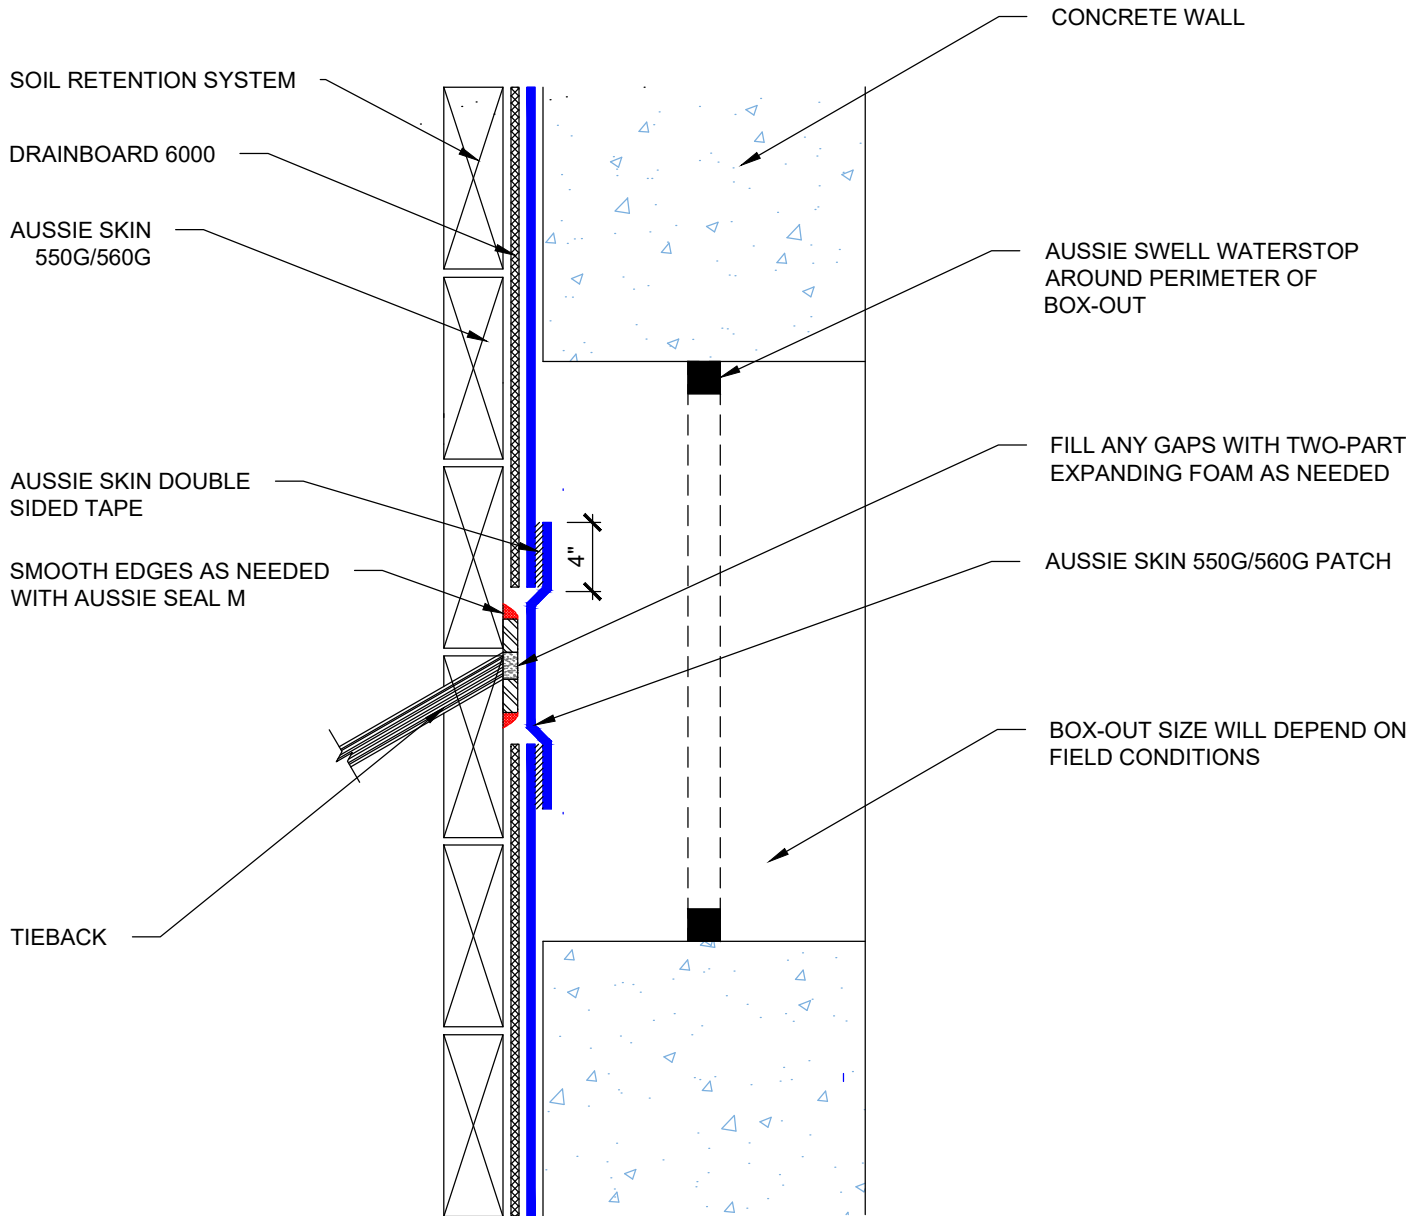 CONCRETE WALL
SOIL RETENTION SYSTEM
DRAINBOARD 6000
AUSSIE SKIN
550G/560G
AUSSIE SWELL WATERSTOP
AROUND PERIMETER OF
BOX-OUT
FILL ANY GAPS WITH TWO-PART
EXPANDING FOAM AS NEEDED
AUSSIE SKIN DOUBLE
SIDED TAPE
4"
SMOOTH EDGES AS NEEDED
WITH AUSSIE SEAL M
AUSSIE SKIN 550G/560G PATCH
BOX-OUT SIZE WILL DEPEND ON
FIELD CONDITIONS
TIEBACK